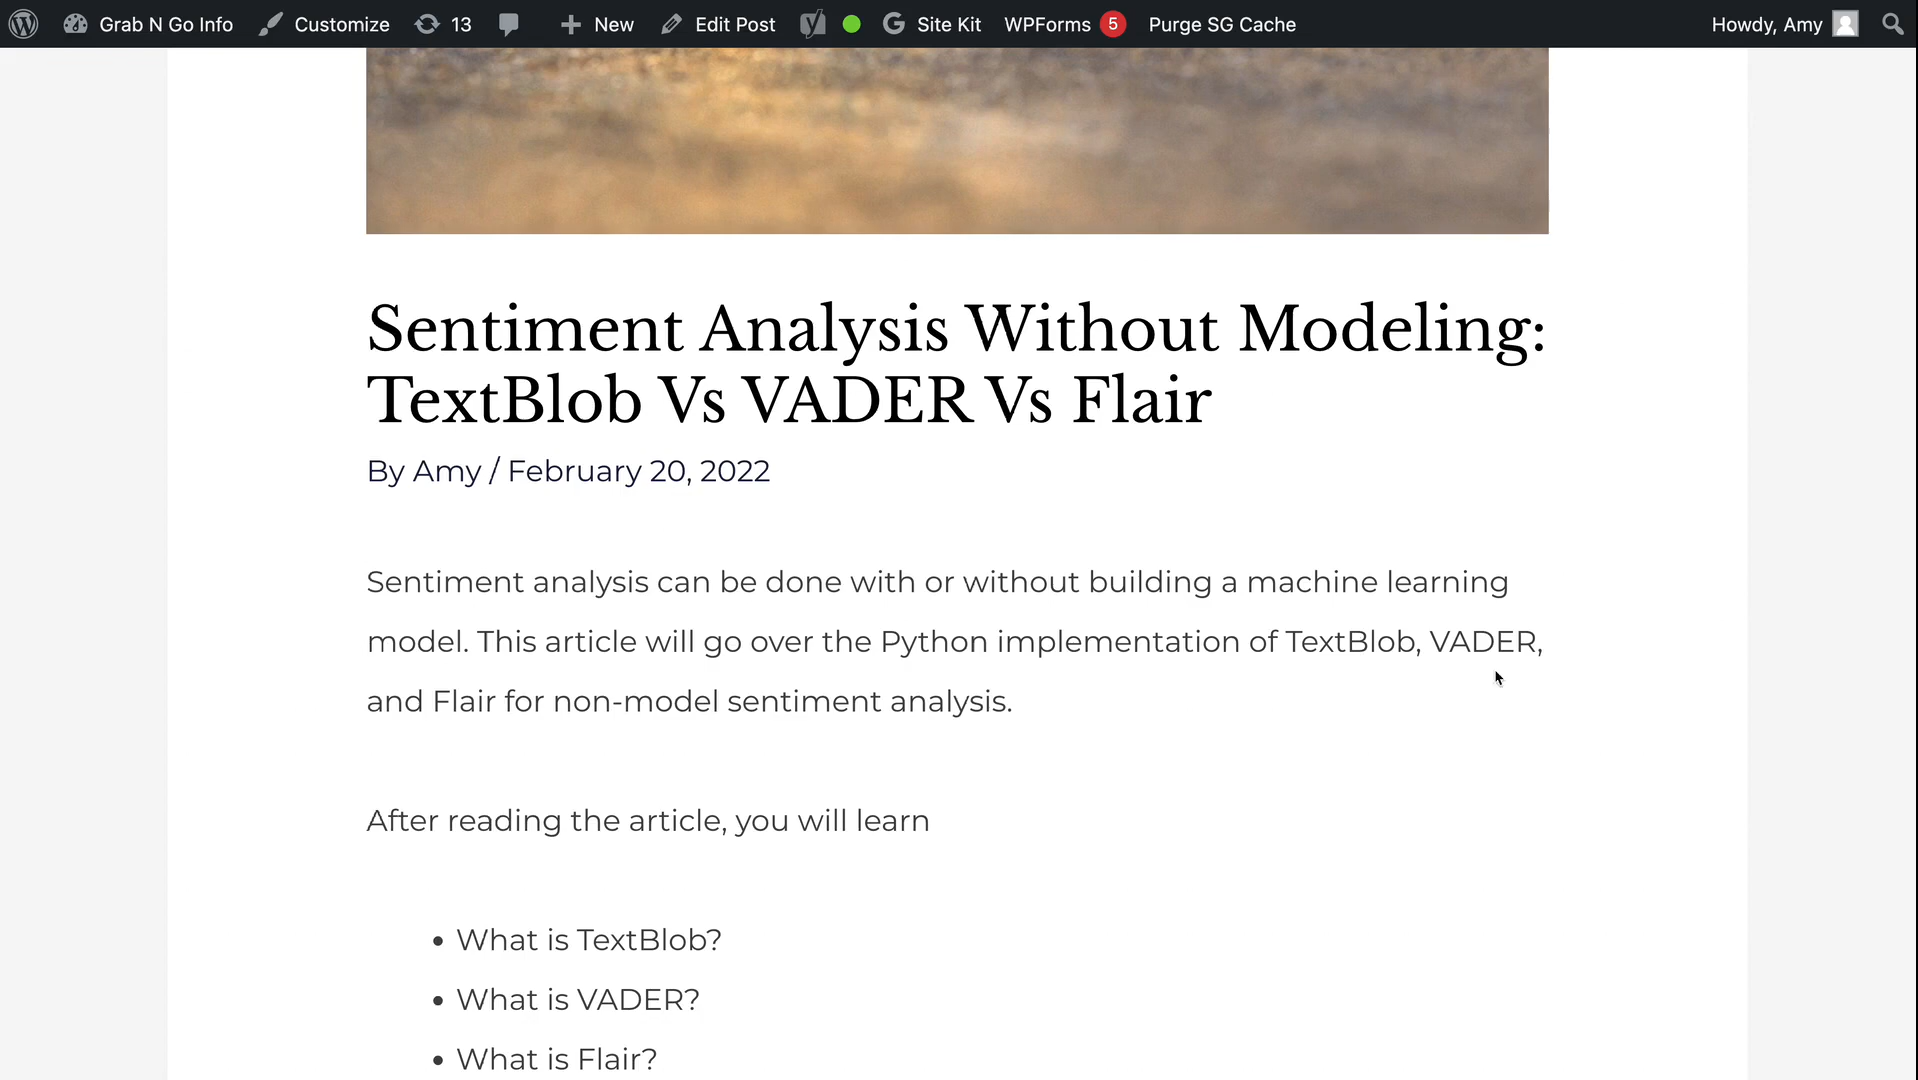 Grab N Go Info Customize 13 New Edit Post Site Kit WPForms 5 Purge SG Cache Howdy, Amy
Sentiment Analysis Without Modeling:
TextBlob Vs VADER Vs Flair
By Amy / February 20, 2022
Sentiment analysis can be done with or without building a machine learning
model. This article will go over the Python implementation of TextBlob, VADER,
and Flair for non-model sentiment analysis.
After reading the article, you will learn
• What is TextBlob?
• What is VADER?
• What is Flair?